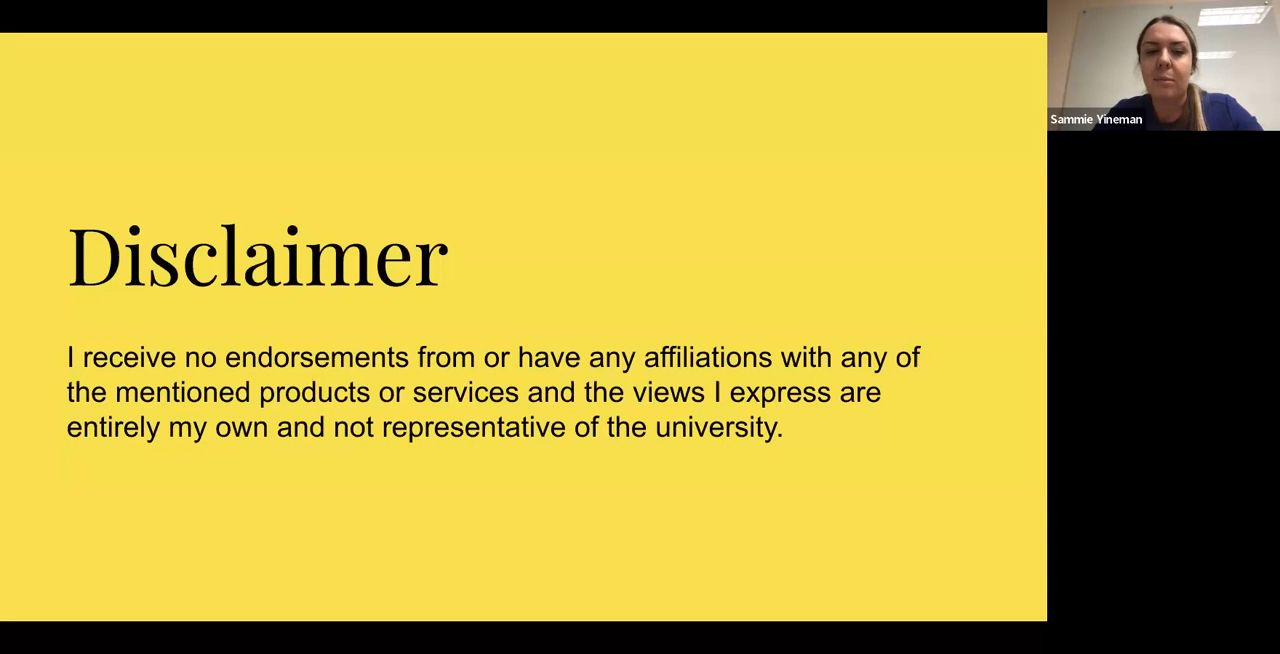 Disclaimer
I receive no endorsements from or have any affiliations with any of
the mentioned products or services and the views I express are
entirely my own and not representative of the university.
Sammie Yineman